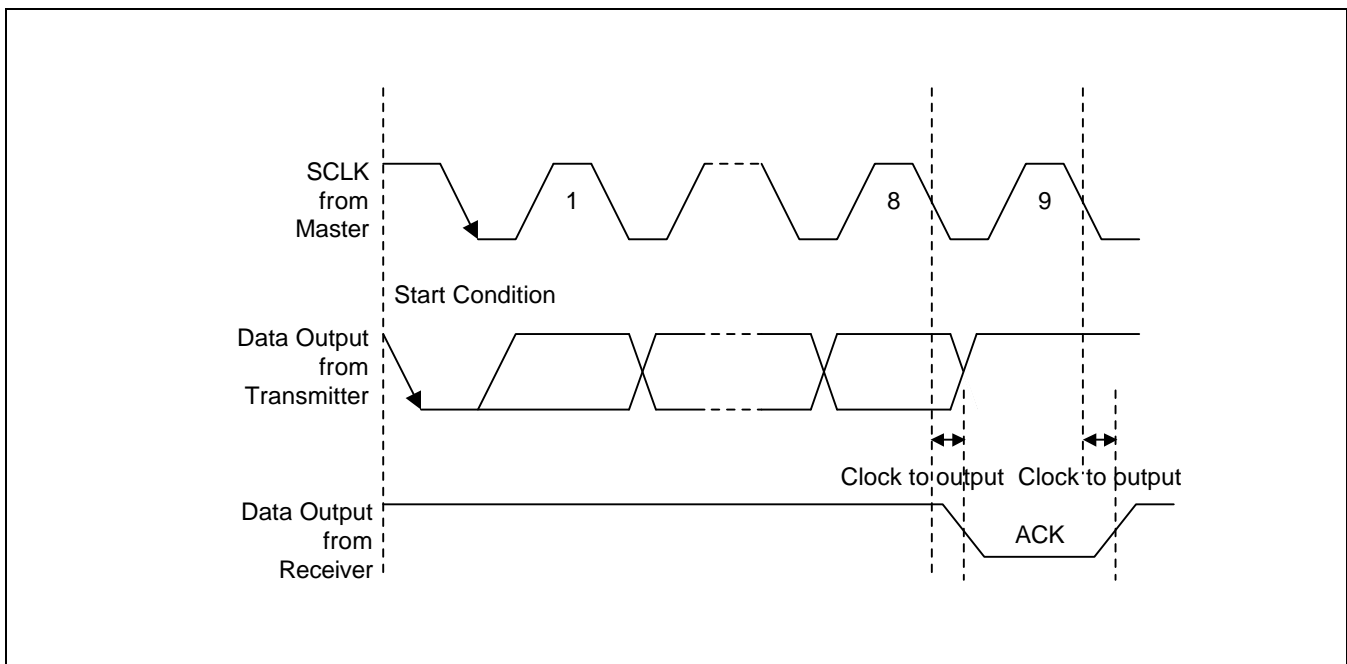 SCLK
from
Master
1
8
9
Start Condition
Data Output
from
Transmitter
Clock to output
Clock to output
Data Output
from
Receiver
ACK